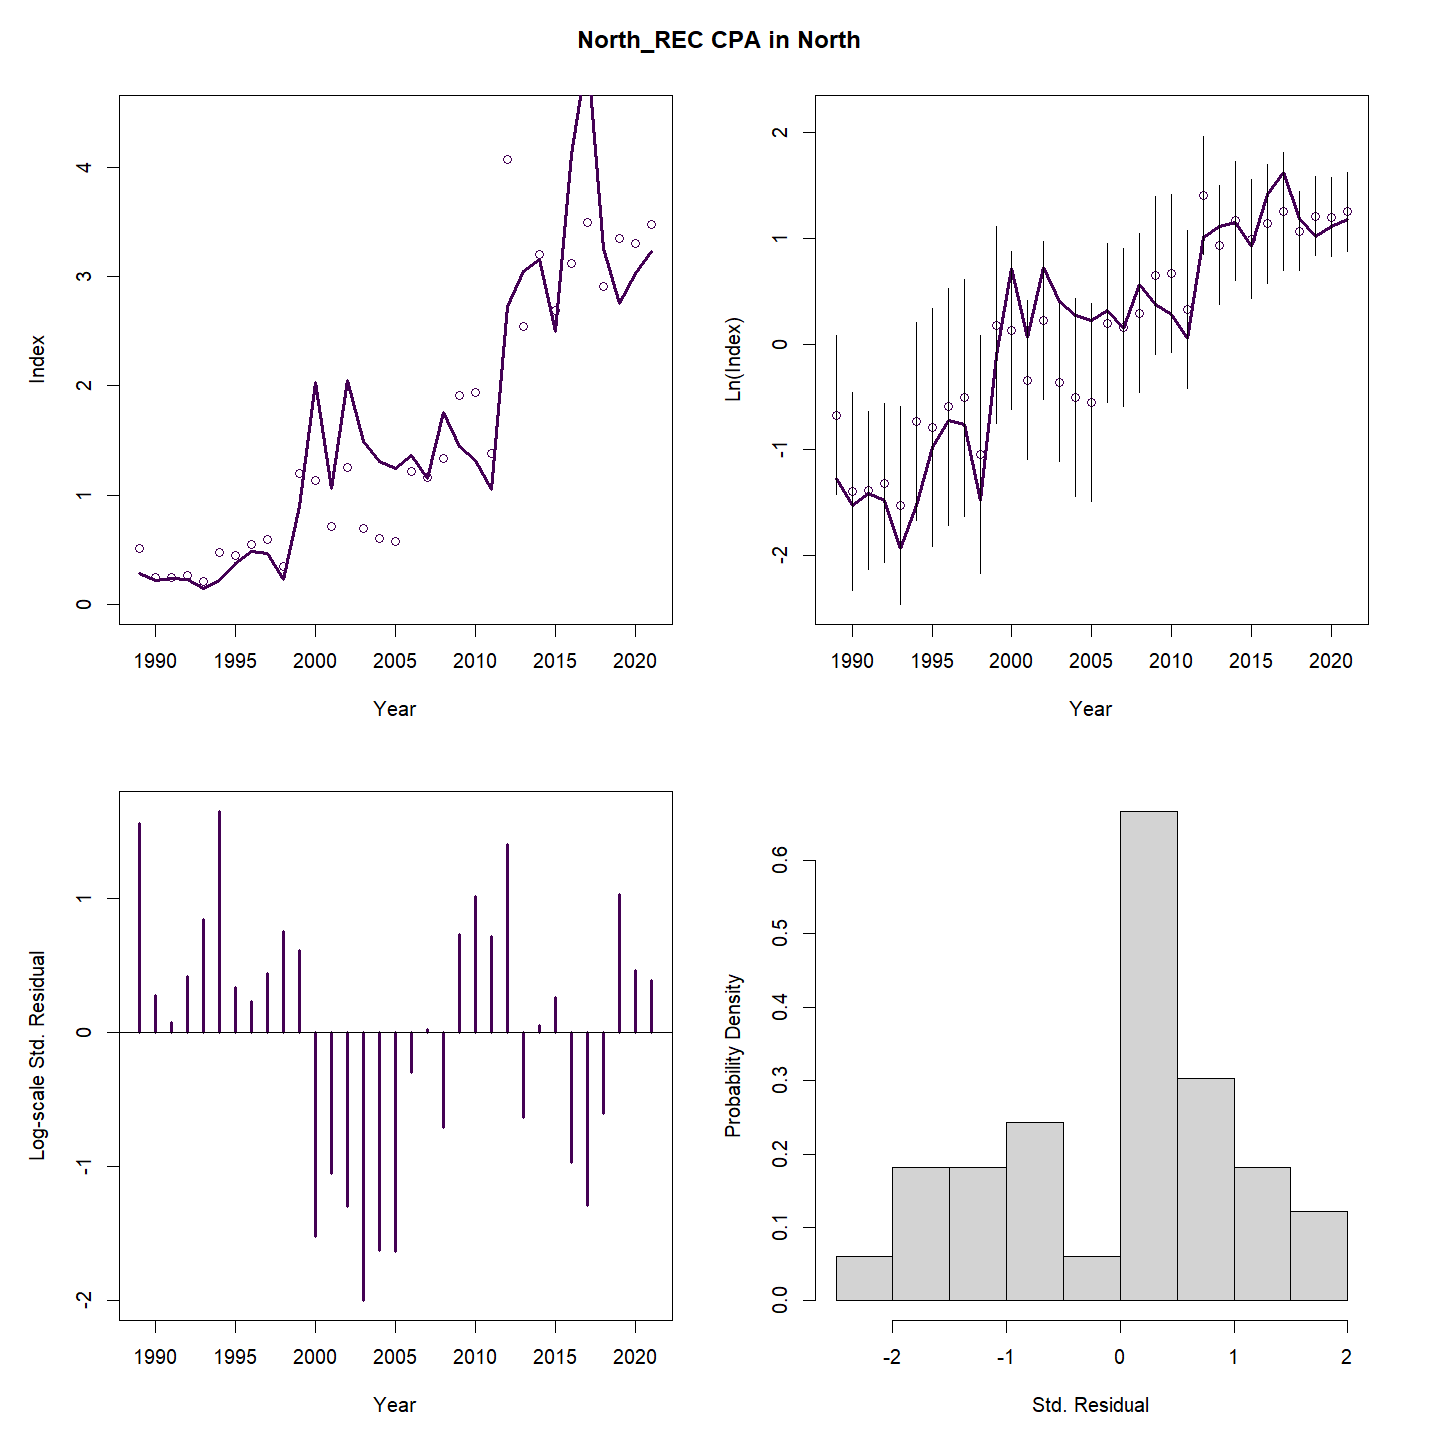 North_REC CPA in North
Index
4
3
2
1
0
1990 1995 2000 2005 2010 2015 2020
Year
Ln(Index)
2
1
0
-1
-2
1990 1995 2000 2005 2010 2015 2020
Year
Log-scale Std. Residual
1
0
-1
-2
1990 1995 2000 2005 2010 2015 2020
Year
Probability Density
0.6
0.5
0.4
0.3
0.2
0.1
0.0
-2 -1 0 1 2
Std. Residual